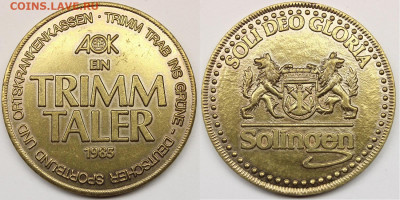 COINS.LAVE.RU
DEUTSCHER SPORTBUND UND ORTSKRANKENKASSEN · TRIMM TRAB INS GRÜNE -
AOK
EIN
TRIMM
TALER
1985
SOLI DEO GLORIA
Solingen